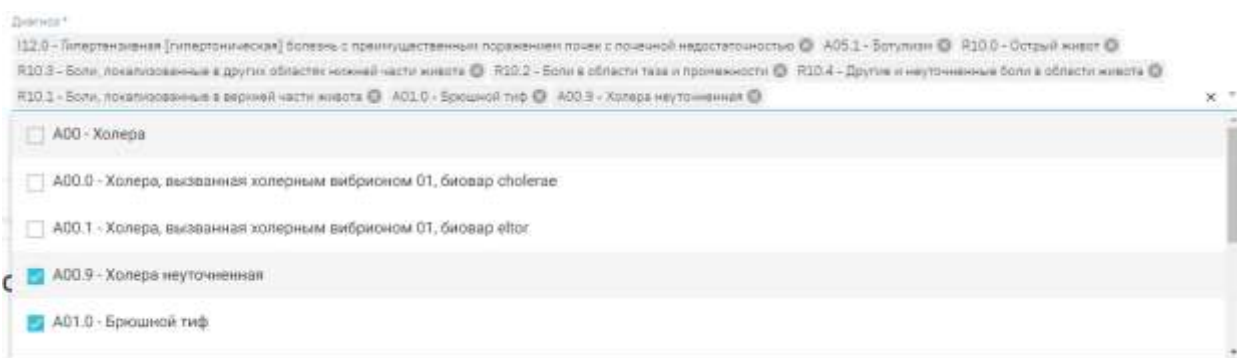 Диагноз *
I12.0 - Гипертензивная [гипертоническая] болезнь с преимущественным поражением почек с почечной недостаточностью A05.1 - Ботулизм R10.0 - Острый живот
R10.3 - Боли, локализованные в других областях нижней части живота R10.2 - Боли в области таза и промежности R10.4 - Другие и неуточненные боли в области живота
R10.1 - Боли, локализованные в верхней части живота A01.0 - Брюшной тиф A00.9 - Холера неуточненная
A00 - Холера
A00.0 - Холера, вызванная холерным вибрионом 01, биовар cholerae
A00.1 - Холера, вызванная холерным вибрионом 01, биовар eltor
A00.9 - Холера неуточненная
A01.0 - Брюшной тиф